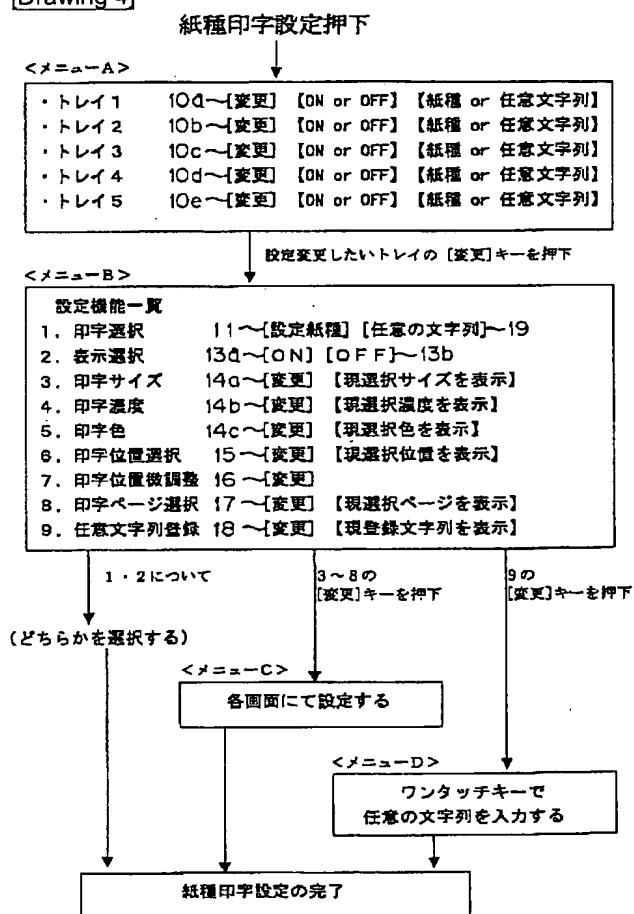 [Drawing 4]
紙種印字設定押下
<メニューA>
・トレイ1 10a〜[変更] 【ON or OFF】 【紙種 or 任意文字列】
・トレイ2 10b〜[変更] 【ON or OFF】 【紙種 or 任意文字列】
・トレイ3 10c〜[変更] 【ON or OFF】 【紙種 or 任意文字列】
・トレイ4 10d〜[変更] 【ON or OFF】 【紙種 or 任意文字列】
・トレイ5 10e〜[変更] 【ON or OFF】 【紙種 or 任意文字列】
設定変更したいトレイの [変更]キーを押下
<メニューB>
設定機能一覧
1．印字選択 11〜[設定紙種] [任意の文字列]〜19
2．表示選択 13a〜[ON] [OFF]〜13b
3．印字サイズ 14a〜[変更] 【現選択サイズを表示】
4．印字濃度 14b〜[変更] 【現選択濃度を表示】
5．印字色 14c〜[変更] 【現選択色を表示】
6．印字位置選択 15〜[変更] 【現選択位置を表示】
7．印字位置微調整 16〜[変更]
8．印字ページ選択 17〜[変更] 【現選択ページを表示】
9．任意文字列登録 18〜[変更] 【現登録文字列を表示】
1・2について
3〜8の
[変更]キーを押下
9の
[変更]キーを押下
(どちらかを選択する)
<メニューC>
各画面にて設定する
<メニューD>
ワンタッチキーで
任意の文字列を入力する
紙種印字設定の完了